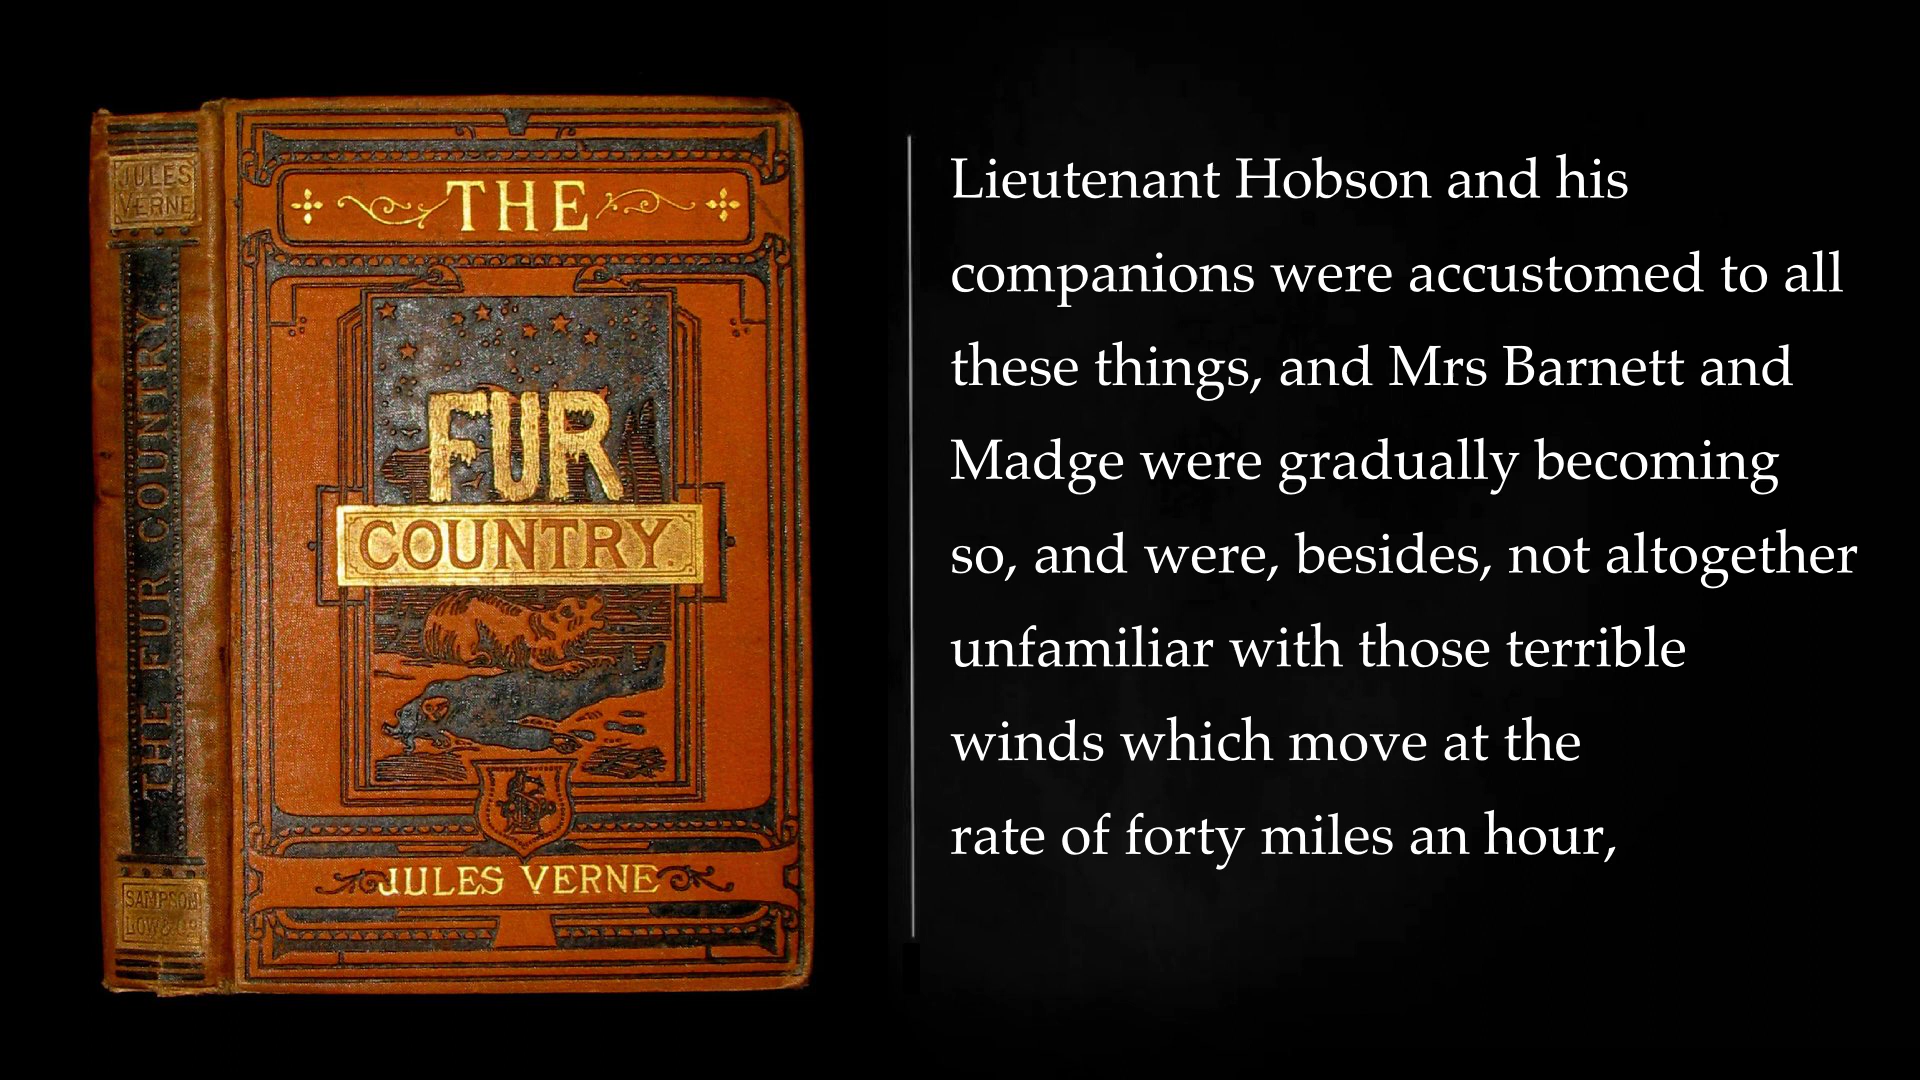 JULES
VERNE
THE FUR COUNTRY.
SAMPSON
LOW & Co
THE
FUR
COUNTRY.
JULES VERNE
Lieutenant Hobson and his
companions were accustomed to all
these things, and Mrs Barnett and
Madge were gradually becoming
so, and were, besides, not altogether
unfamiliar with those terrible
winds which move at the
rate of forty miles an hour,